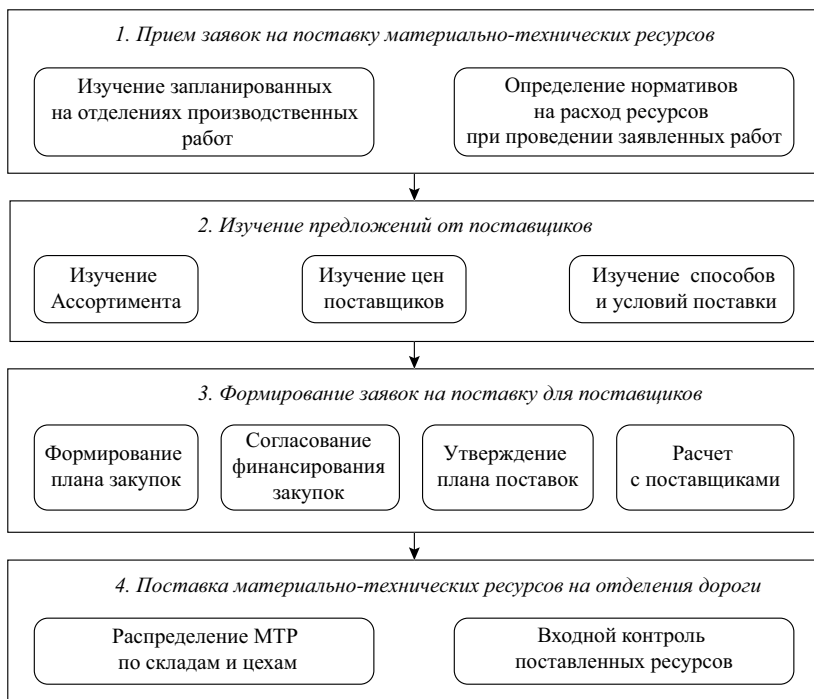 1. Прием заявок на поставку материально-технических ресурсов
Изучение запланированных
на отделениях производственных
работ
Определение нормативов
на расход ресурсов
при проведении заявленных работ
2. Изучение предложений от поставщиков
Изучение
Ассортимента
Изучение цен
поставщиков
Изучение способов
и условий поставки
3. Формирование заявок на поставку для поставщиков
Формирование
плана закупок
Согласование
финансирования
закупок
Утверждение
плана поставок
Расчет
с поставщиками
4. Поставка материально-технических ресурсов на отделения дороги
Распределение МТР
по складам и цехам
Входной контроль
поставленных ресурсов